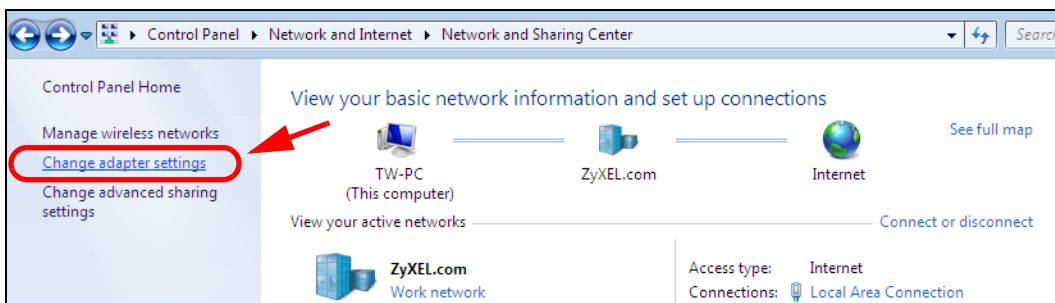 Control Panel Network and Internet Network and Sharing Center
Control Panel Home
Manage wireless networks
Change adapter settings
Change advanced sharing
settings
View your basic network information and set up connections
See full map
TW-PC
(This computer)
ZyXEL.com
Internet
View your active networks
Connect or disconnect
ZyXEL.com
Work network
Access type: Internet
Connections: Local Area Connection